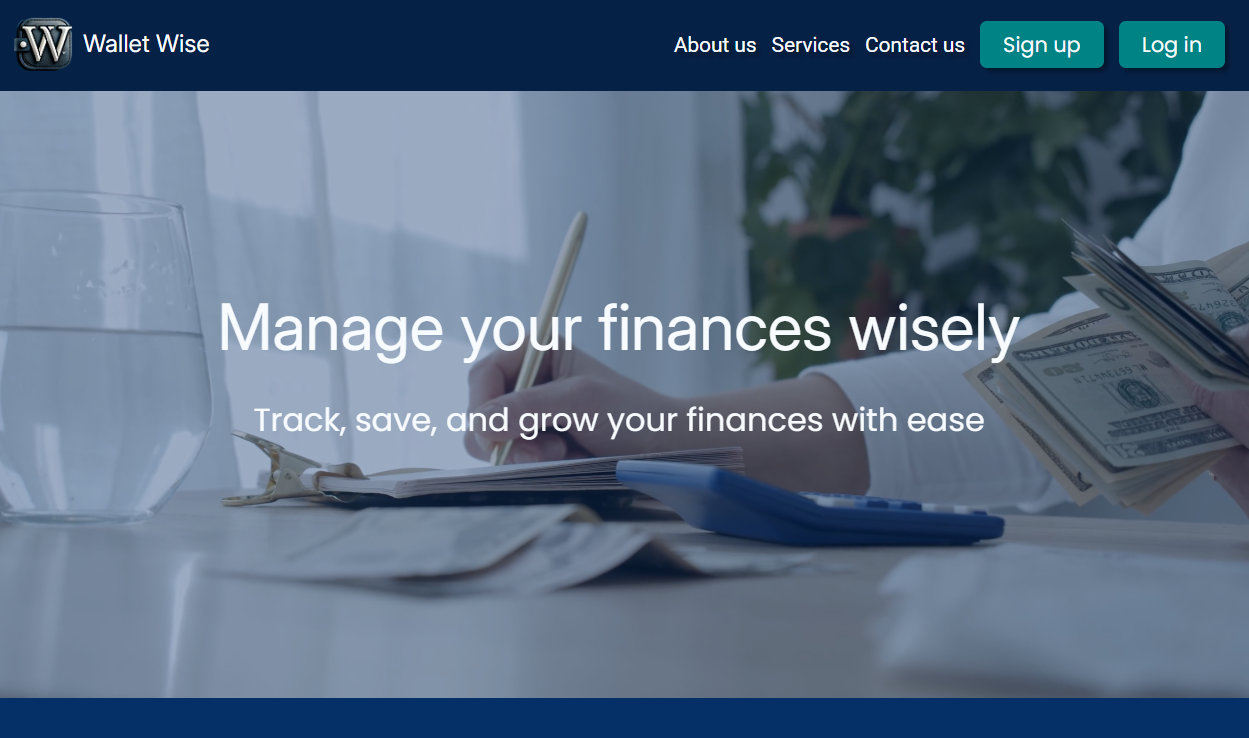 W Wallet Wise
About us Services Contact us Sign up Log in
Manage your finances wisely
Track, save, and grow your finances with ease